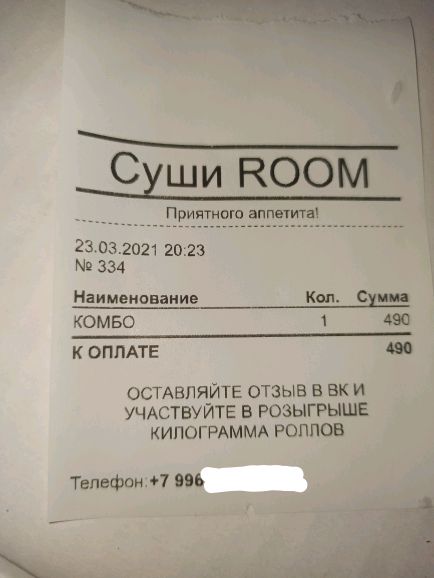 Суши ROOM
Приятного аппетита!
23.03.2021 20:23
№ 334
Наименование Кол. Сумма
КОМБО 1 490
К ОПЛАТЕ 490
ОСТАВЛЯЙТЕ ОТЗЫВ В ВК И
УЧАСТВУЙТЕ В РОЗЫГРЫШЕ
КИЛОГРАММА РОЛЛОВ
Телефон:+7 996